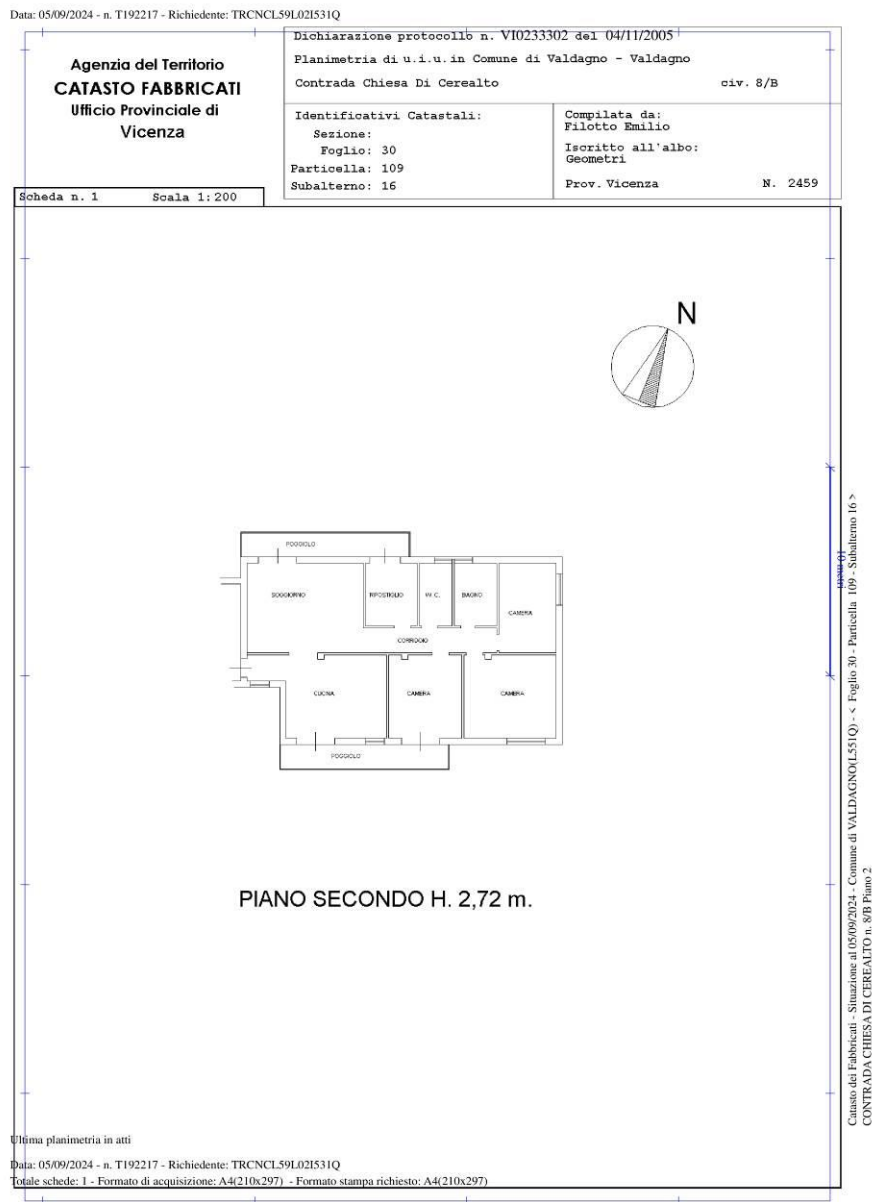 Data: 05/09/2024 - n. T192217 - Richiedente: TRCNCL59L02I531Q
Agenzia del Territorio
CATASTO FABBRICATI
Ufficio Provinciale di
Vicenza
Dichiarazione protocollo n. VI0233302 del 04/11/2005
Planimetria di u.i.u. in Comune di Valdagno - Valdagno
Contrada Chiesa Di Cerealto civ. 8/B
Identificativi Catastali:
Sezione:
Foglio: 30
Particella: 109
Subalterno: 16
Compilata da:
Filotto Emilio
Iscritto all'albo:
Geometri
Prov. Vicenza N. 2459
Scheda n. 1 Scala 1:200
N
POGGIOLO
SOGGIORNO
RIPOSTIGLIO
W.C.
BAGNO
CAMERA
CORRIDOIO
CUCINA
CAMERA
CAMERA
POGGIOLO
PIANO SECONDO H. 2,72 m.
10 metri
Catasto dei Fabbricati - Situazione al 05/09/2024 - Comune di VALDAGNO(L551Q) - < Foglio 30 - Particella 109 - Subalterno 16 >
CONTRADA CHIESA DI CEREALTO n. 8/B Piano 2
Ultima planimetria in atti
Data: 05/09/2024 - n. T192217 - Richiedente: TRCNCL59L02I531Q
Totale schede: 1 - Formato di acquisizione: A4(210x297) - Formato stampa richiesto: A4(210x297)